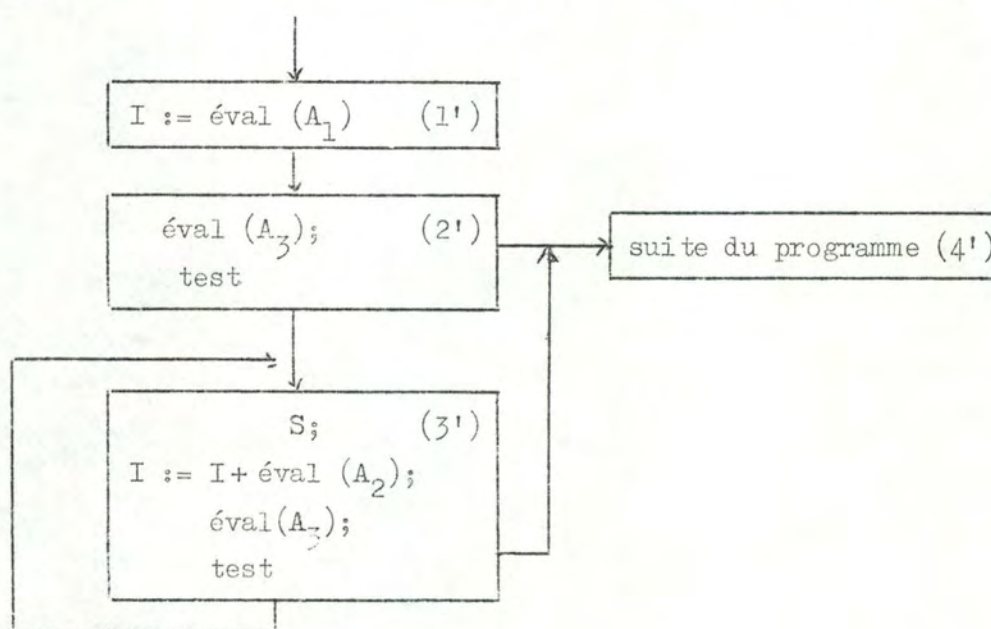 I := éval (A₁) (1')
éval (A₃); (2')
test
suite du programme (4')
S; (3')
I := I+ éval (A₂);
éval(A₃);
test